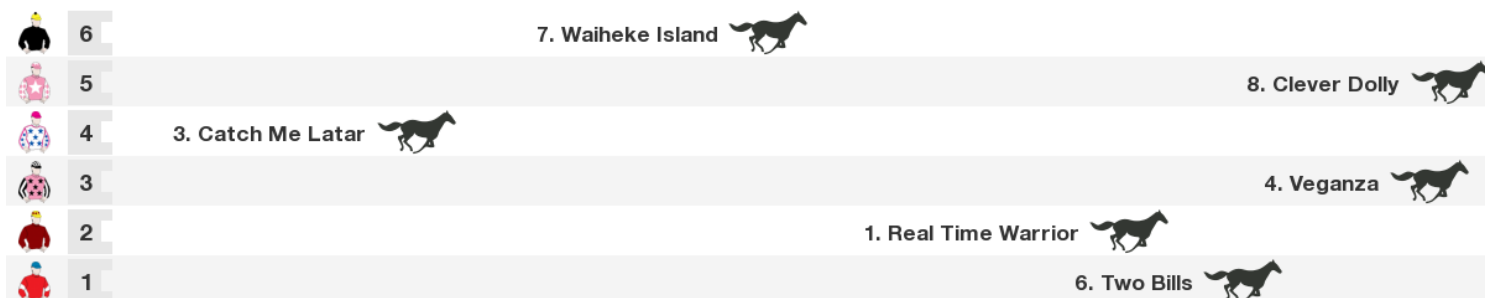 6 7. Waiheke Island
5 8. Clever Dolly
4 3. Catch Me Latar
3 4. Veganza
2 1. Real Time Warrior
1 6. Two Bills